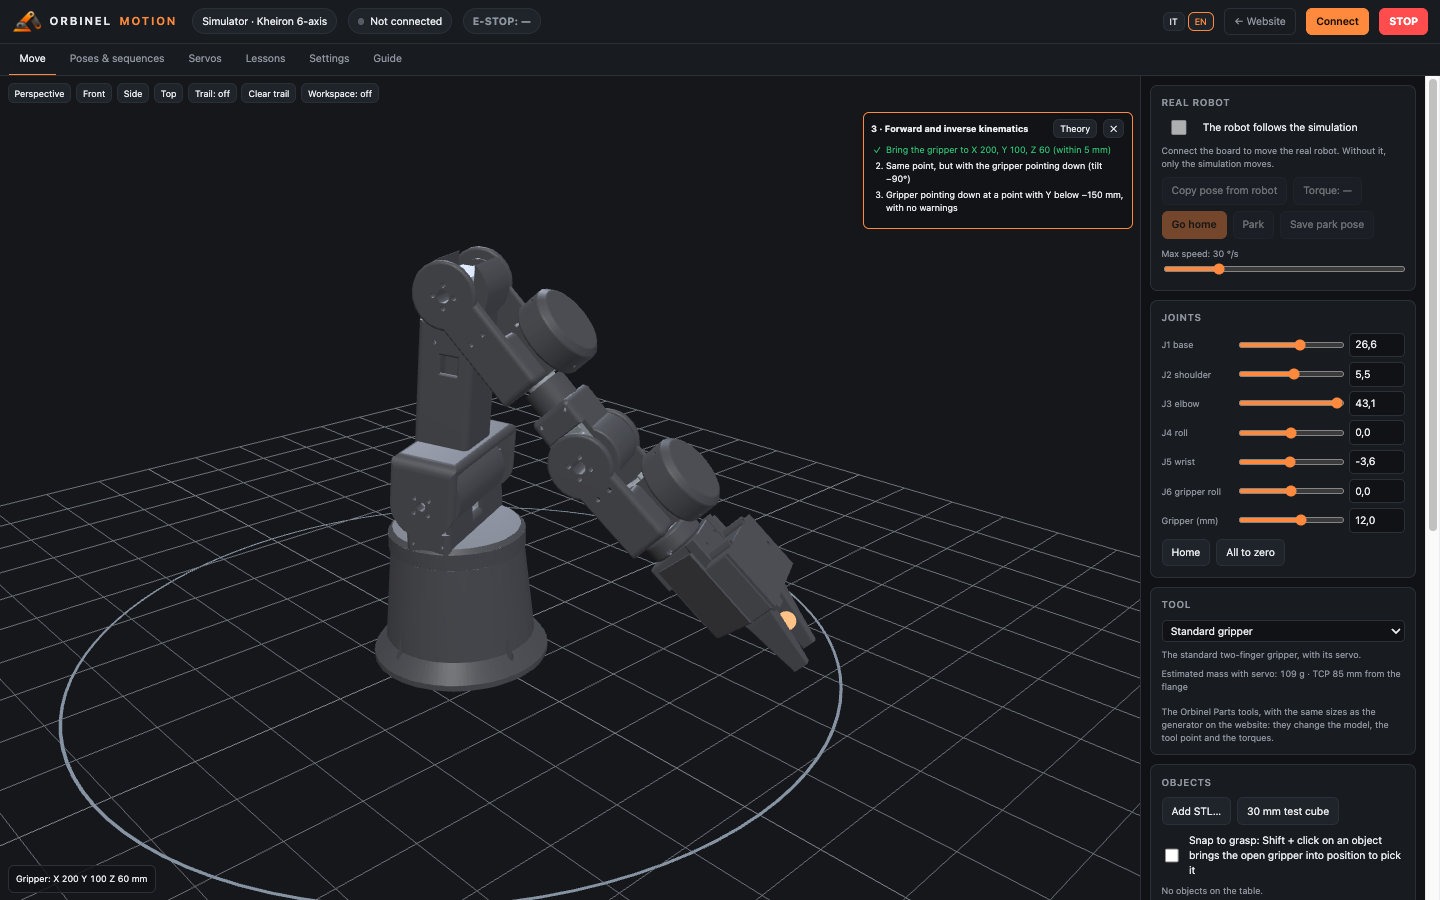 ORBINEL MOTION
Simulator · Kheiron 6-axis
Not connected
E-STOP: —
IT
EN
← Website
Connect
STOP
Move
Poses & sequences
Servos
Lessons
Settings
Guide
Perspective
Front
Side
Top
Trail: off
Clear trail
Workspace: off
3 · Forward and inverse kinematics
Theory
✕
✓ Bring the gripper to X 200, Y 100, Z 60 (within 5 mm)
2. Same point, but with the gripper pointing down (tilt
−90°)
3. Gripper pointing down at a point with Y below −150 mm,
with no warnings
Gripper: X 200 Y 100 Z 60 mm
REAL ROBOT
The robot follows the simulation
Connect the board to move the real robot. Without it,
only the simulation moves.
Copy pose from robot
Torque: —
Go home
Park
Save park pose
Max speed: 30 °/s
JOINTS
J1 base
26,6
J2 shoulder
5,5
J3 elbow
43,1
J4 roll
0,0
J5 wrist
-3,6
J6 gripper roll
0,0
Gripper (mm)
12,0
Home
All to zero
TOOL
Standard gripper
The standard two-finger gripper, with its servo.
Estimated mass with servo: 109 g · TCP 85 mm from the
flange
The Orbinel Parts tools, with the same sizes as the
generator on the website: they change the model, the
tool point and the torques.
OBJECTS
Add STL...
30 mm test cube
Snap to grasp: Shift + click on an object
brings the open gripper into position to pick
it
No objects on the table.